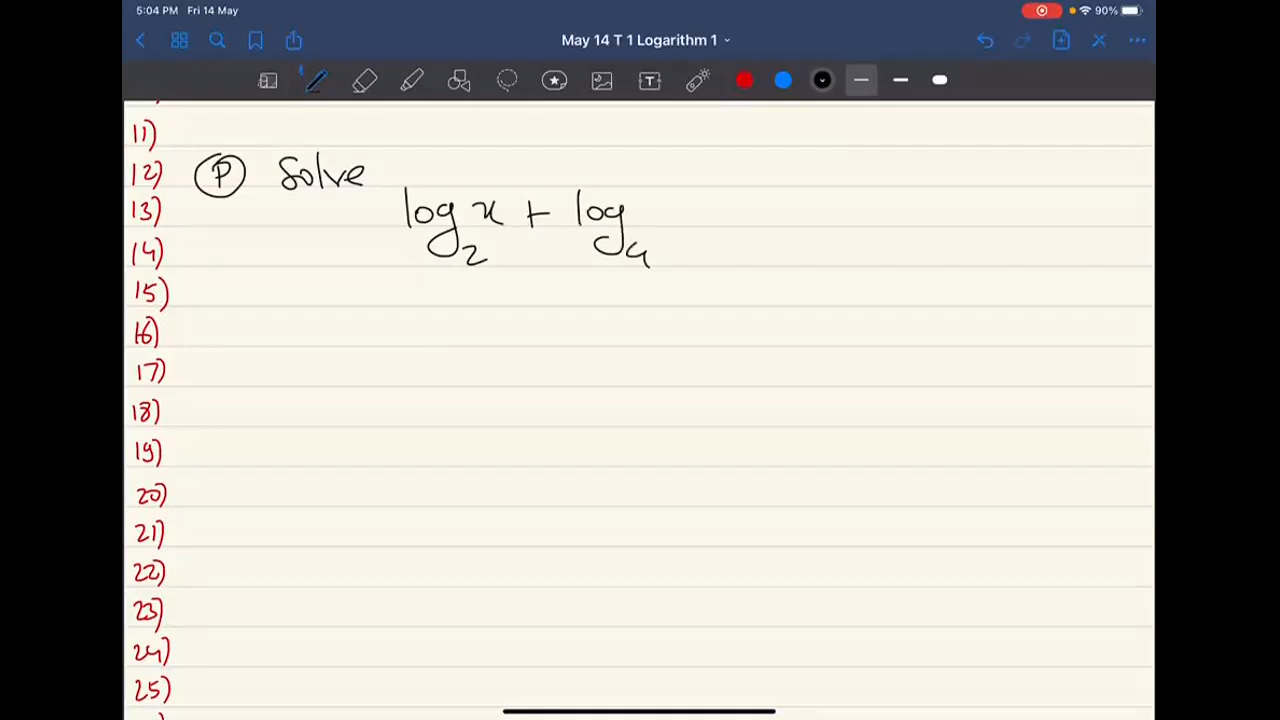 5:04 PM Fri 14 May 90%
May 14 T 1 Logarithm 1
T
11)
12) P Solve
13) log₂ x + log₄
14)
15)
16)
17)
18)
19)
20)
21)
22)
23)
24)
25)